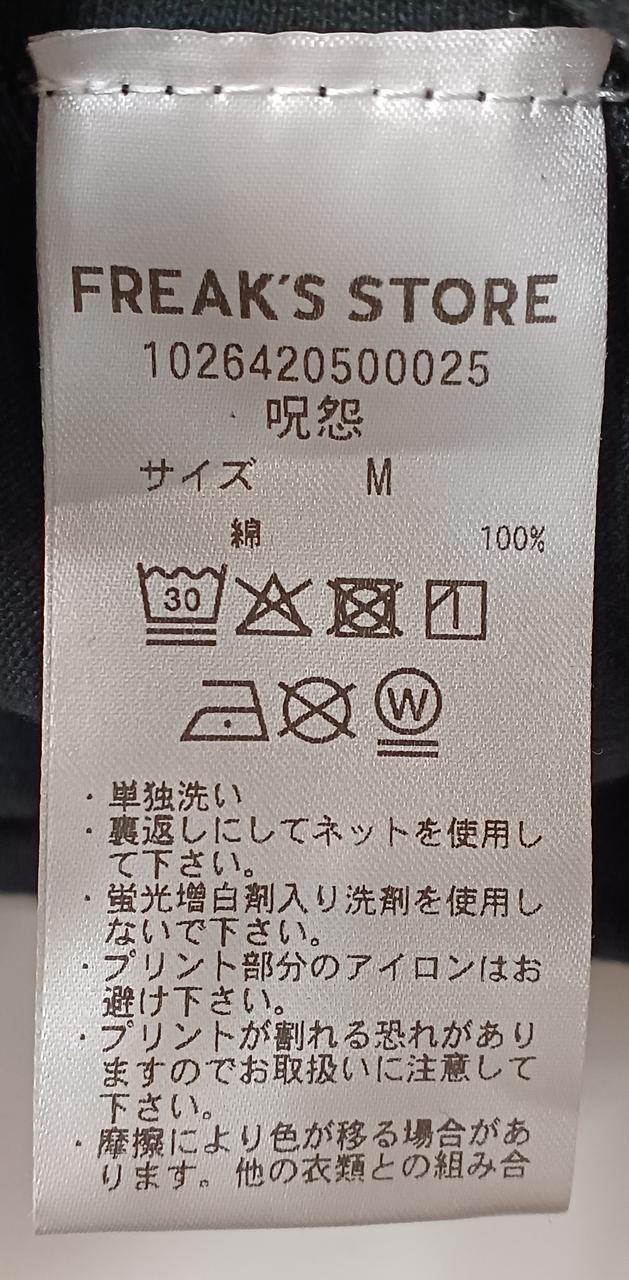 FREAK'S STORE
1026420500025
呪怨
サイズ M
綿 100%
30
W
・単独洗い
・裏返しにしてネットを使用し
て下さい。
・蛍光増白剤入り洗剤を使用し
ないで下さい。
・プリント部分のアイロンはお
避け下さい。
・プリントが割れる恐れがあり
ますのでお取扱いに注意して
下さい。
・摩擦により色が移る場合があ
ります。他の衣類との組み合